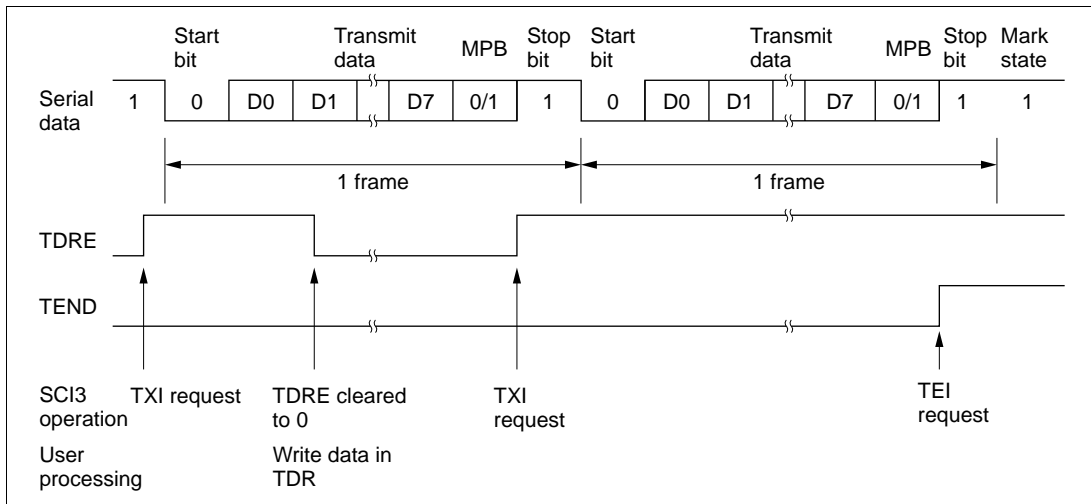 Start bit
Transmit data
MPB
Stop bit
Start bit
Transmit data
MPB
Stop bit
Mark state
Serial data
1 0 D0 D1 D7 0/1 1 0 D0 D1 D7 0/1 1 1
1 frame
1 frame
TDRE
TEND
SCI3 operation
TXI request
TDRE cleared to 0
TXI request
TEI request
User processing
Write data in TDR